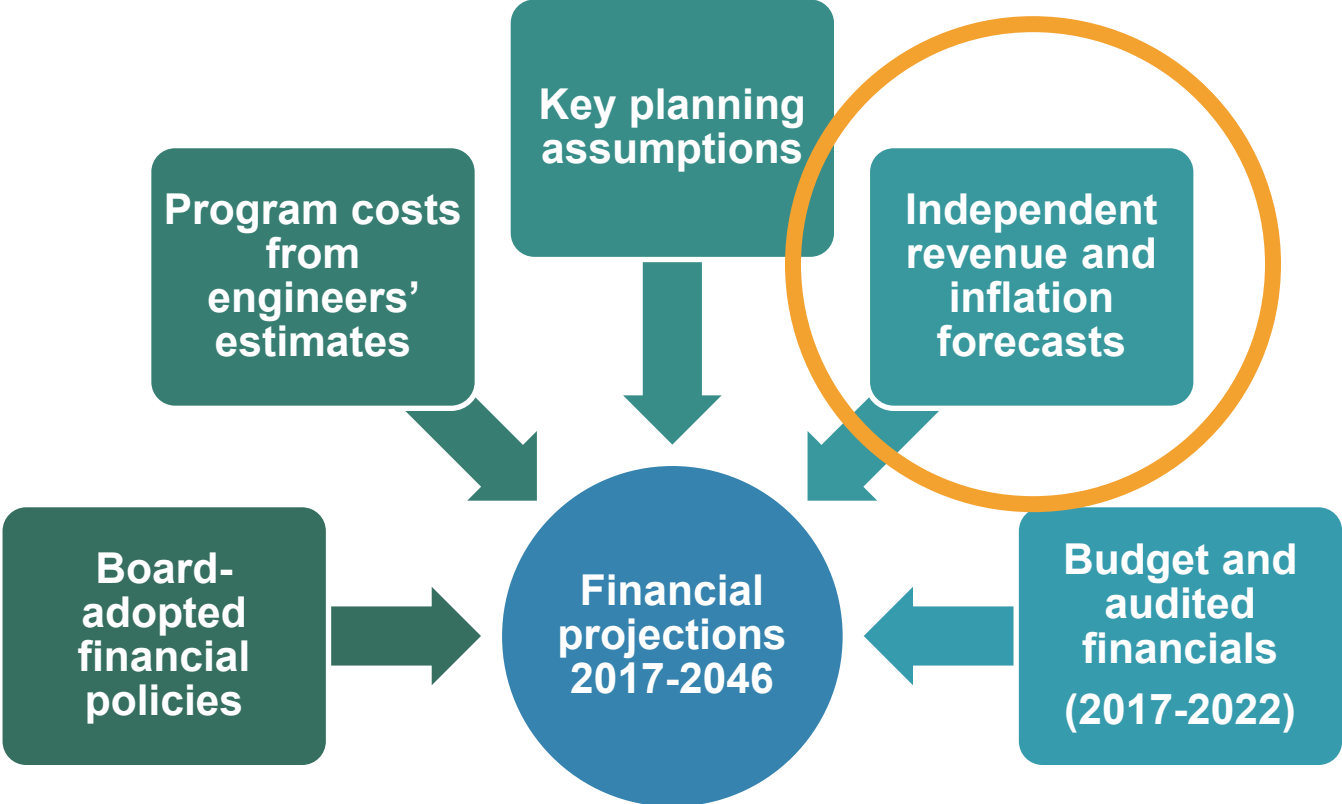 Key planning
assumptions
Program costs
from
engineers’
estimates
Independent
revenue and
inflation
forecasts
Board-
adopted
financial
policies
Financial
projections
2017-2046
Budget and
audited
financials
(2017-2022)